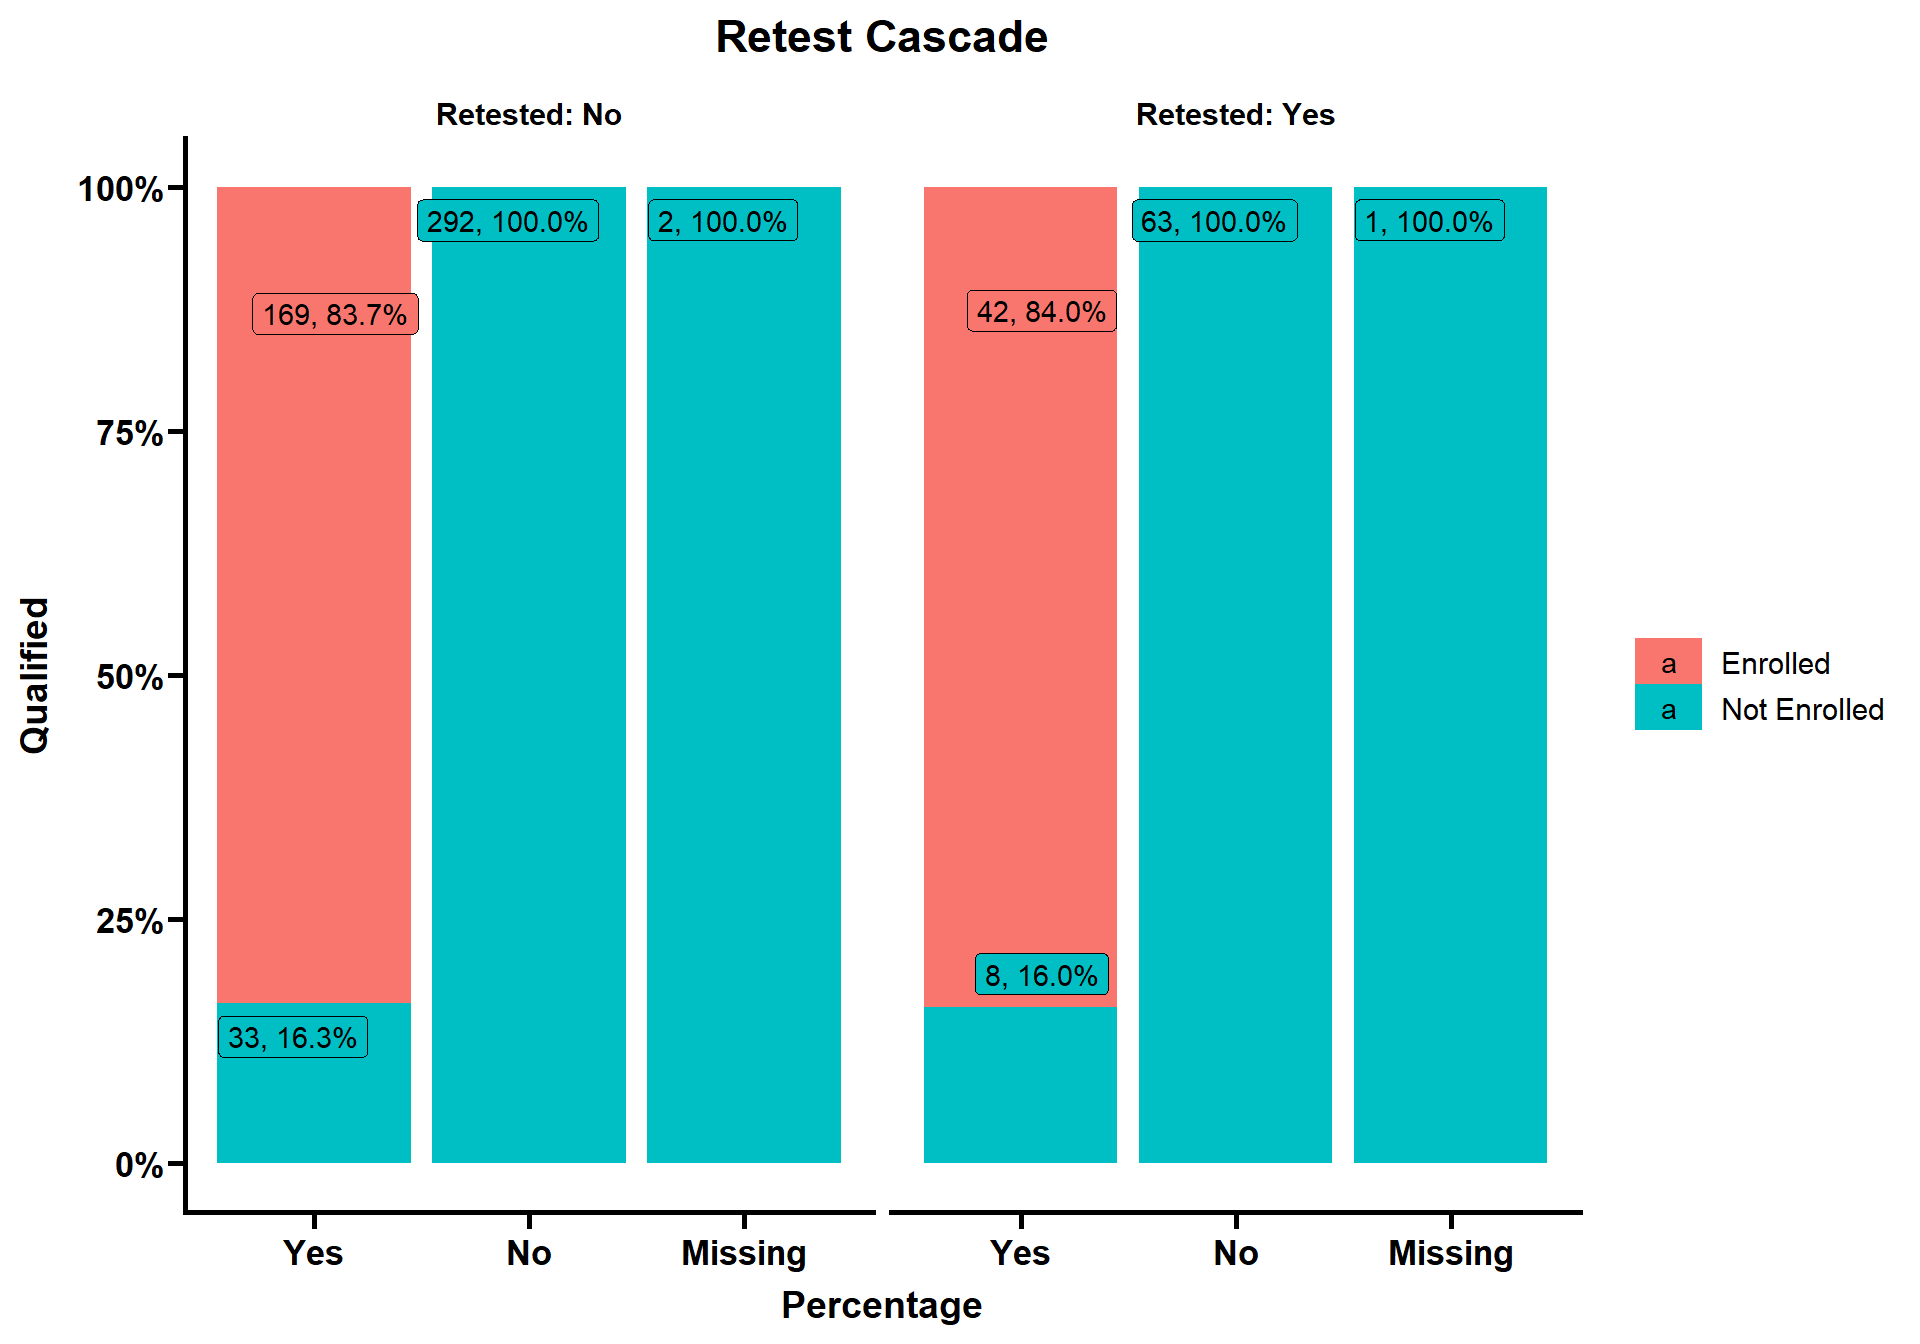 Retest Cascade
Retested: No
Retested: Yes
100%
75%
50%
25%
0%
Qualified
169, 83.7%
33, 16.3%
292, 100.0%
2, 100.0%
42, 84.0%
8, 16.0%
63, 100.0%
1, 100.0%
Yes
No
Missing
Yes
No
Missing
Percentage
a Enrolled
a Not Enrolled